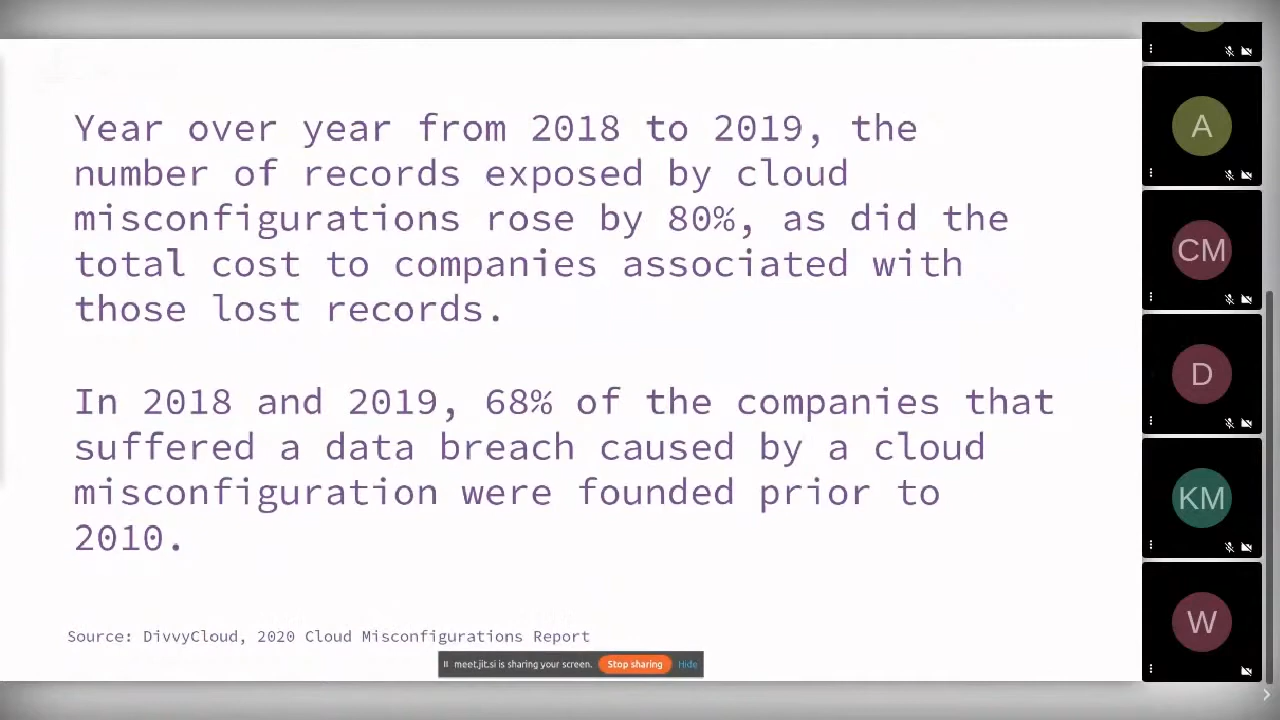 Year over year from 2018 to 2019, the
number of records exposed by cloud
misconfigurations rose by 80%, as did the
total cost to companies associated with
those lost records.
In 2018 and 2019, 68% of the companies that
suffered a data breach caused by a cloud
misconfiguration were founded prior to
2010.
Source: DivvyCloud, 2020 Cloud Misconfigurations Report
meet.jit.si is sharing your screen. Stop sharing Hide
A
CM
D
KM
W